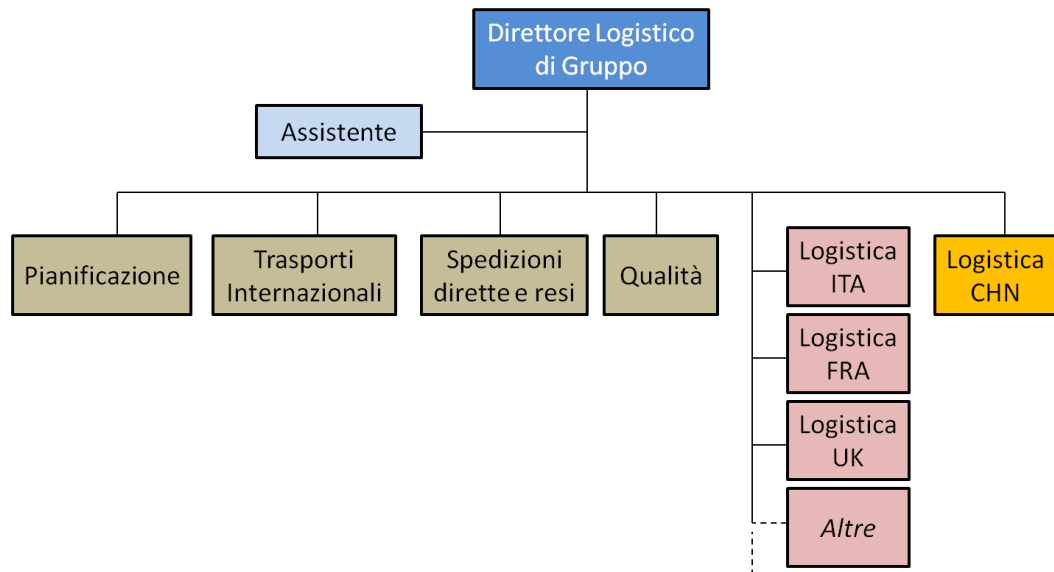 Direttore Logistico
di Gruppo
Assistente
Pianificazione
Trasporti
Internazionali
Spedizioni
dirette e resi
Qualità
Logistica
ITA
Logistica
FRA
Logistica
UK
Altre
Logistica
CHN